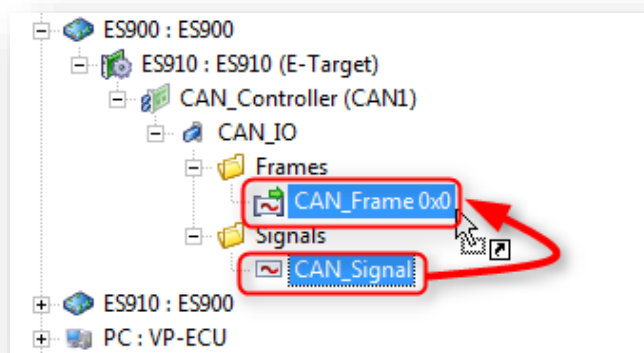 ES900 : ES900
ES910 : ES910 (E-Target)
CAN_Controller (CAN1)
CAN_IO
Frames
CAN_Frame 0x0
Signals
CAN_Signal
ES910 : ES900
PC : VP-ECU